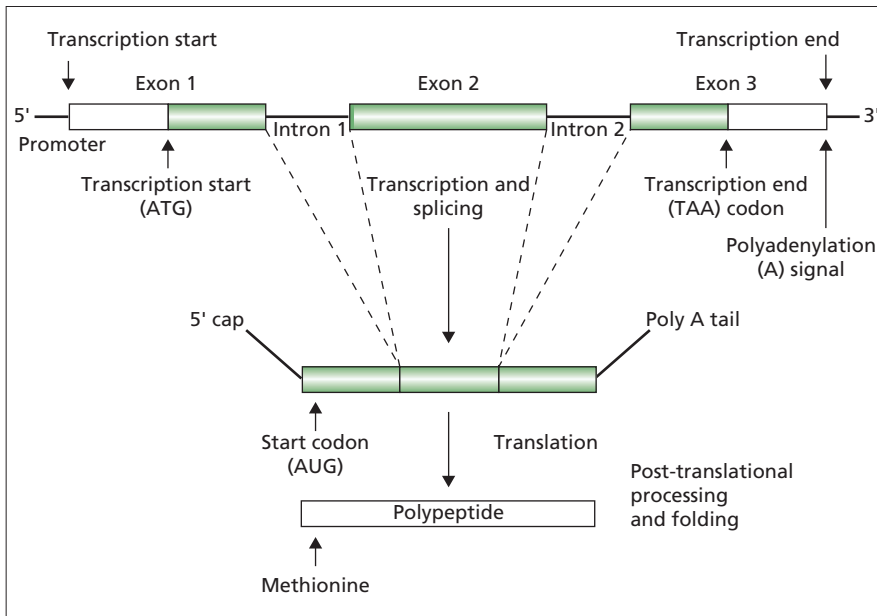 Transcription start
Transcription end
Exon 1
Exon 2
Exon 3
5'
3'
Promoter
Intron 1
Intron 2
Transcription start
(ATG)
Transcription and
splicing
Transcription end
(TAA) codon
Polyadenylation
(A) signal
5' cap
Poly A tail
Start codon
(AUG)
Translation
Post-translational
processing
and folding
Polypeptide
Methionine